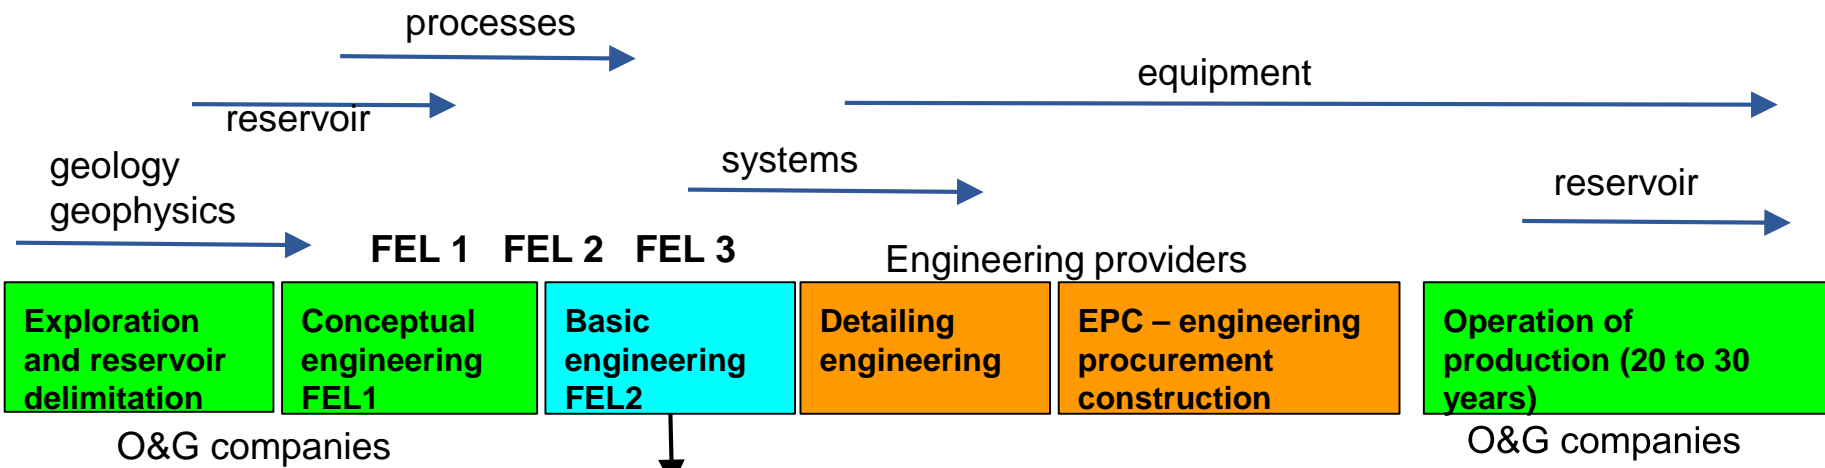 processes
equipment
reservoir
geology
geophysics
systems
reservoir
FEL 1 FEL 2 FEL 3
Engineering providers
Exploration
and reservoir
delimitation
Conceptual
engineering
FEL1
Basic
engineering
FEL2
Detailing
engineering
EPC – engineering
procurement
construction
Operation of
production (20 to 30
years)
O&G companies
O&G companies